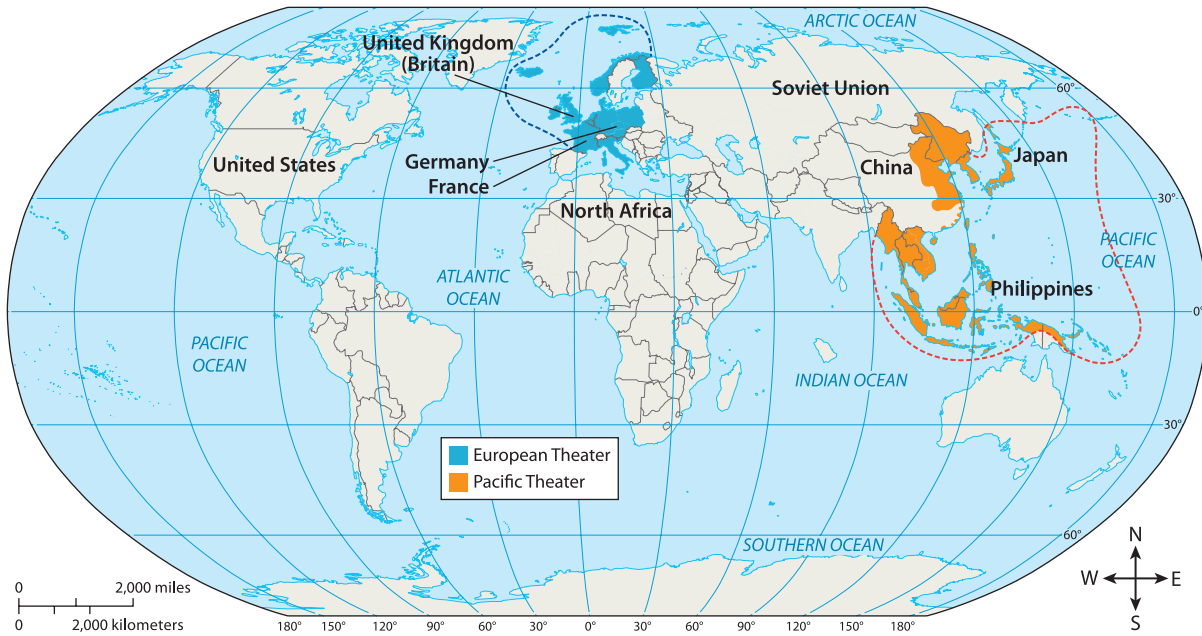 ARCTIC OCEAN
United Kingdom
(Britain)
60°
Soviet Union
Germany
France
United States
China
Japan
30°
North Africa
ATLANTIC
OCEAN
PACIFIC
OCEAN
Philippines
0°
PACIFIC
OCEAN
INDIAN OCEAN
30°
European Theater
Pacific Theater
60°
SOUTHERN OCEAN
N
W E
S
0 2,000 miles
0 2,000 kilometers
180° 150° 120° 90° 60° 30° 0° 30° 60° 90° 120° 150° 180°